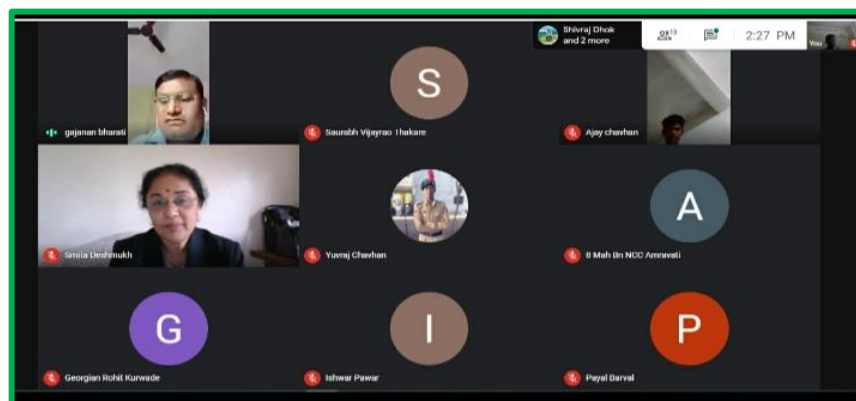 Shivraj Dhok
and 2 more
13
2:27 PM
You
S
gajanan bharati
Saurabh Vijayrao Thakare
Ajay chavhan
A
Smita Deshmukh
Yuvraj Chavhan
8 Mah Bn NCC Amravati
G
I
P
Georgian Rohit Kurwade
Ishwar Pawar
Payal Barval